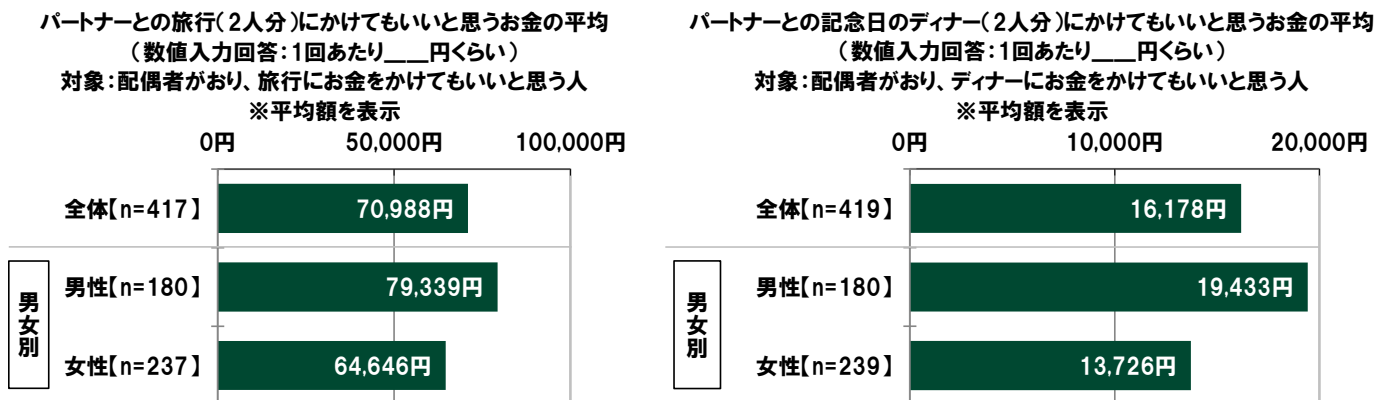 パートナーとの旅行（2人分）にかけてもいいと思うお金の平均
（数値入力回答：1回あたり___円くらい）
対象：配偶者がおり、旅行にお金をかけてもいいと思う人
※平均額を表示
0円 50,000円 100,000円
全体【n=417】 70,988円
男女別
男性【n=180】 79,339円
女性【n=237】 64,646円
パートナーとの記念日のディナー（2人分）にかけてもいいと思うお金の平均
（数値入力回答：1回あたり___円くらい）
対象：配偶者がおり、ディナーにお金をかけてもいいと思う人
※平均額を表示
0円 10,000円 20,000円
全体【n=419】 16,178円
男女別
男性【n=180】 19,433円
女性【n=239】 13,726円